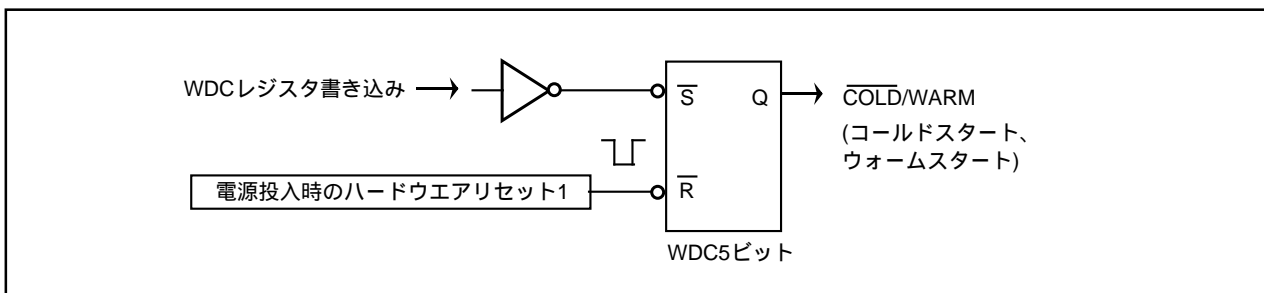 WDCレジスタ書き込み
S
Q
COLD/WARM
(コールドスタート、
ウォームスタート)
電源投入時のハードウエアリセット1
R
WDC5ビット